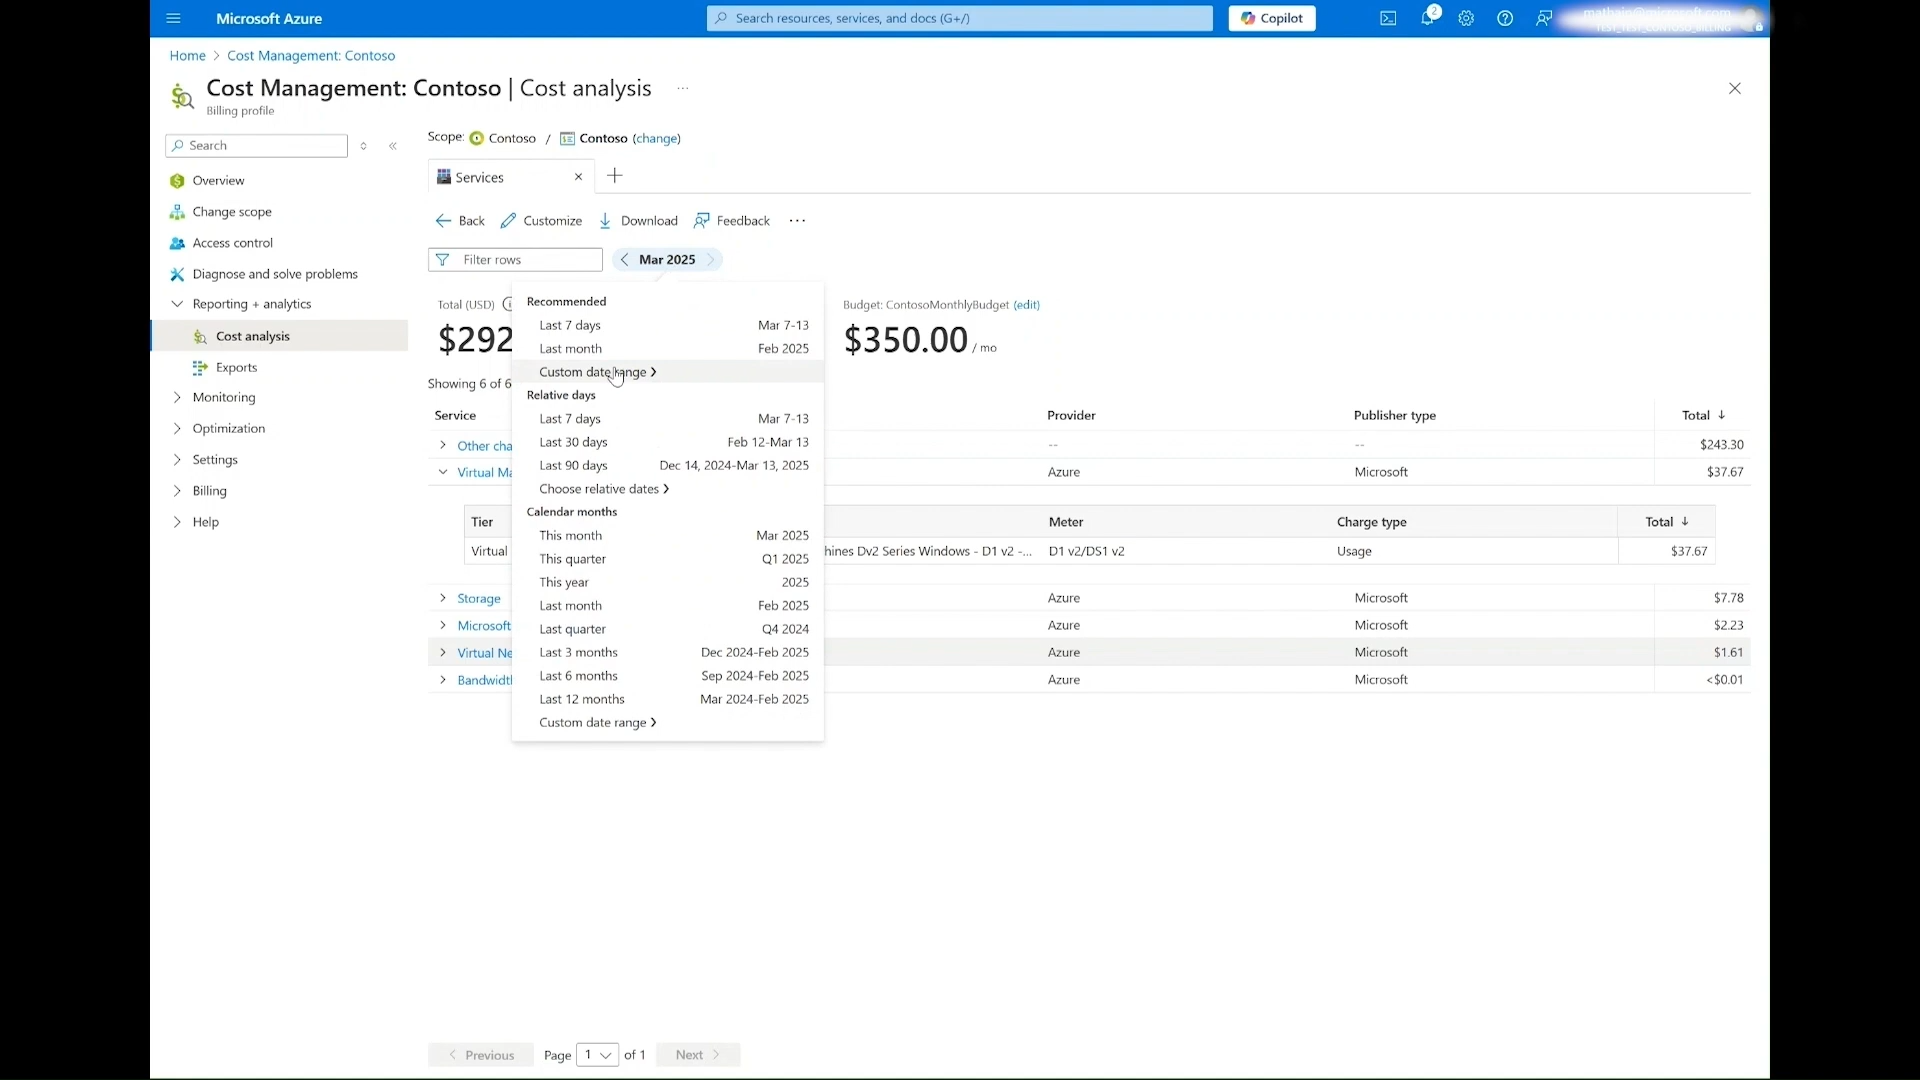 Microsoft Azure
Search resources, services, and docs (G+/)
Copilot
2
Home > Cost Management: Contoso
Cost Management: Contoso | Cost analysis ...
Billing profile
Search
Overview
Change scope
Access control
Diagnose and solve problems
Reporting + analytics
Cost analysis
Exports
Monitoring
Optimization
Settings
Billing
Help
Scope: Contoso / Contoso (change)
Services
Back Customize Download Feedback ...
Filter rows
Mar 2025
Total (USD)
$292
Budget: ContosoMonthlyBudget (edit)
$350.00 / mo
Showing 6 of 6
Recommended
Last 7 days Mar 7-13
Last month Feb 2025
Custom date range >
Relative days
Last 7 days Mar 7-13
Last 30 days Feb 12-Mar 13
Last 90 days Dec 14, 2024-Mar 13, 2025
Choose relative dates >
Calendar months
This month Mar 2025
This quarter Q1 2025
This year 2025
Last month Feb 2025
Last quarter Q4 2024
Last 3 months Dec 2024-Feb 2025
Last 6 months Sep 2024-Feb 2025
Last 12 months Mar 2024-Feb 2025
Custom date range >
Service Provider Publisher type Total ↓
Other cha -- -- $243.30
Virtual Ma Azure Microsoft $37.67
Tier Meter Charge type Total ↓
Virtual hines Dv2 Series Windows - D1 v2 -... D1 v2/DS1 v2 Usage $37.67
Storage Azure Microsoft $7.78
Microsoft Azure Microsoft $2.23
Virtual Ne Azure Microsoft $1.61
Bandwidth Azure Microsoft <$0.01
< Previous Page 1 of 1 Next >